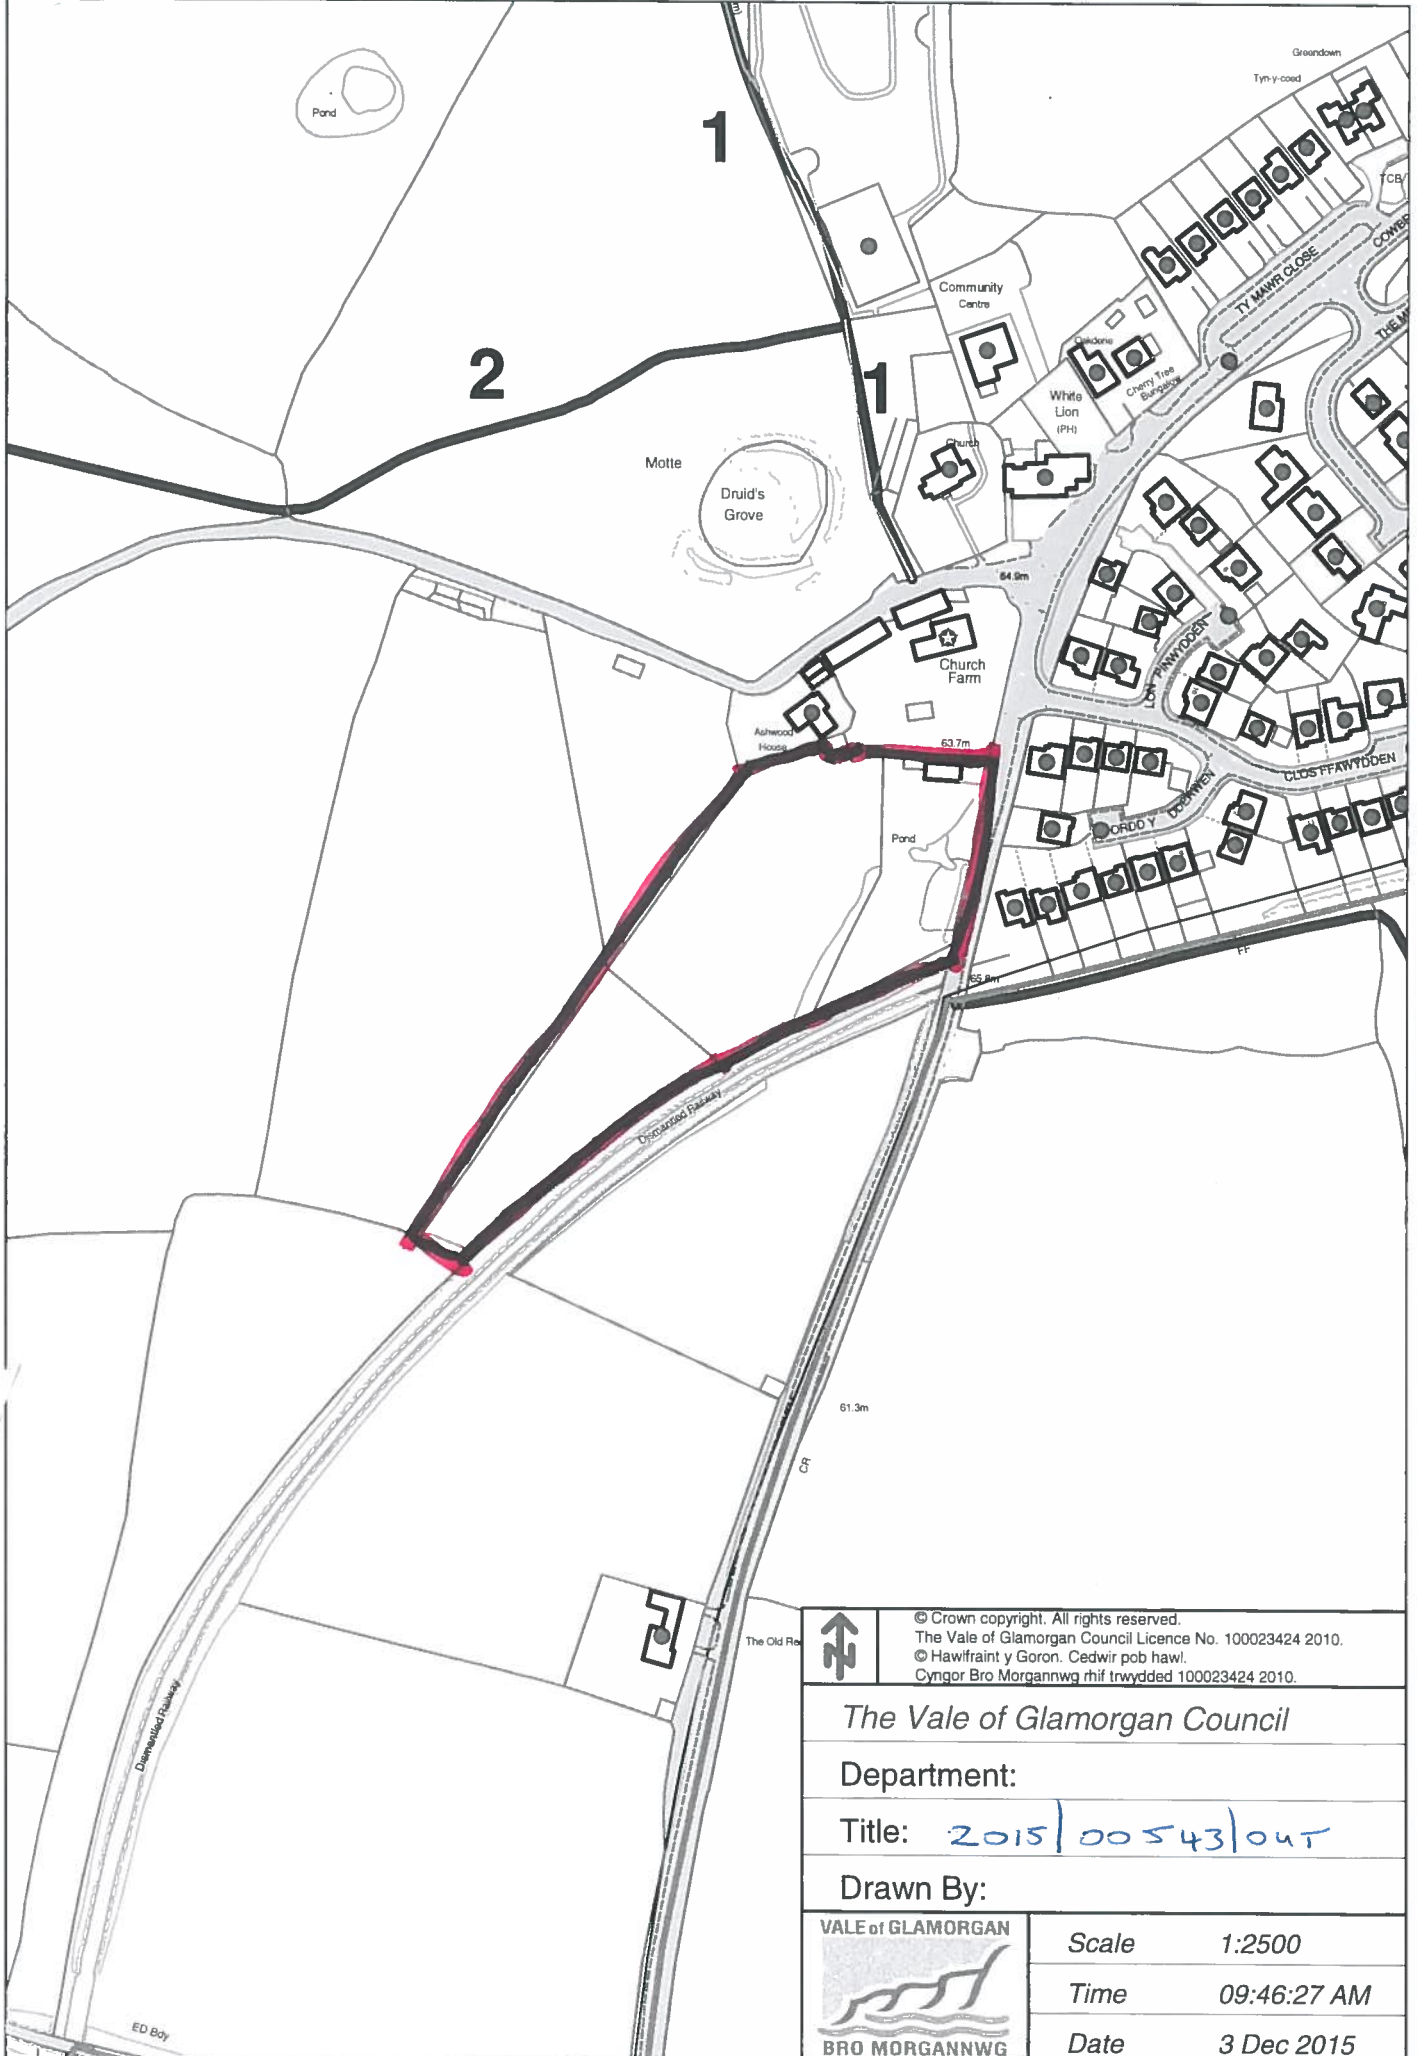 Greendown
Tyn-y-coed
Pond
1
TCB
TY MAWR CLOSE
Community
Centre
2
1
Oakdene
Cherry Tree
Bungalow
White
Lion
(PH)
Church
Motte
Druid's
Grove
64.9m
LON PINWYDDEN
Church
Farm
Ashwood
House
63.7m
CLOS FFAWYDDEN
FFORDD Y DDERWEN
Pond
FF
65.8m
Dismantled Railway
61.3m
CR
The Old Re
Dismantled Railway
ED Bdy
N
© Crown copyright. All rights reserved.
The Vale of Glamorgan Council Licence No. 100023424 2010.
© Hawlfraint y Goron. Cedwir pob hawl.
Cyngor Bro Morgannwg rhif trwydded 100023424 2010.
The Vale of Glamorgan Council
Department:
Title: 2015/00543/OUT
Drawn By:
VALE of GLAMORGAN
BRO MORGANNWG
Scale 1:2500
Time 09:46:27 AM
Date 3 Dec 2015